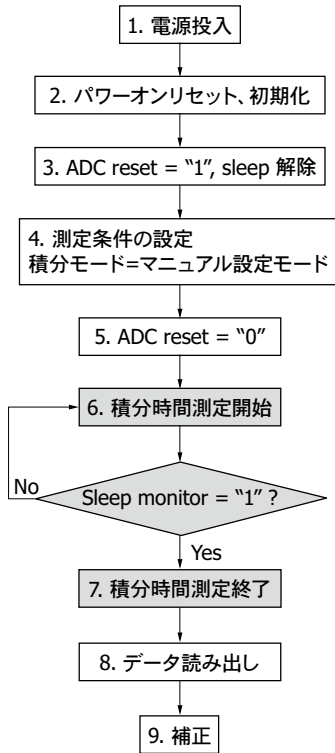 1. 電源投入
2. パワーオンリセット、初期化
3. ADC reset = “1”, sleep 解除
4. 測定条件の設定
積分モード=マニュアル設定モード
5. ADC reset = “0”
6. 積分時間測定開始
No
Sleep monitor = “1” ?
Yes
7. 積分時間測定終了
8. データ読み出し
9. 補正